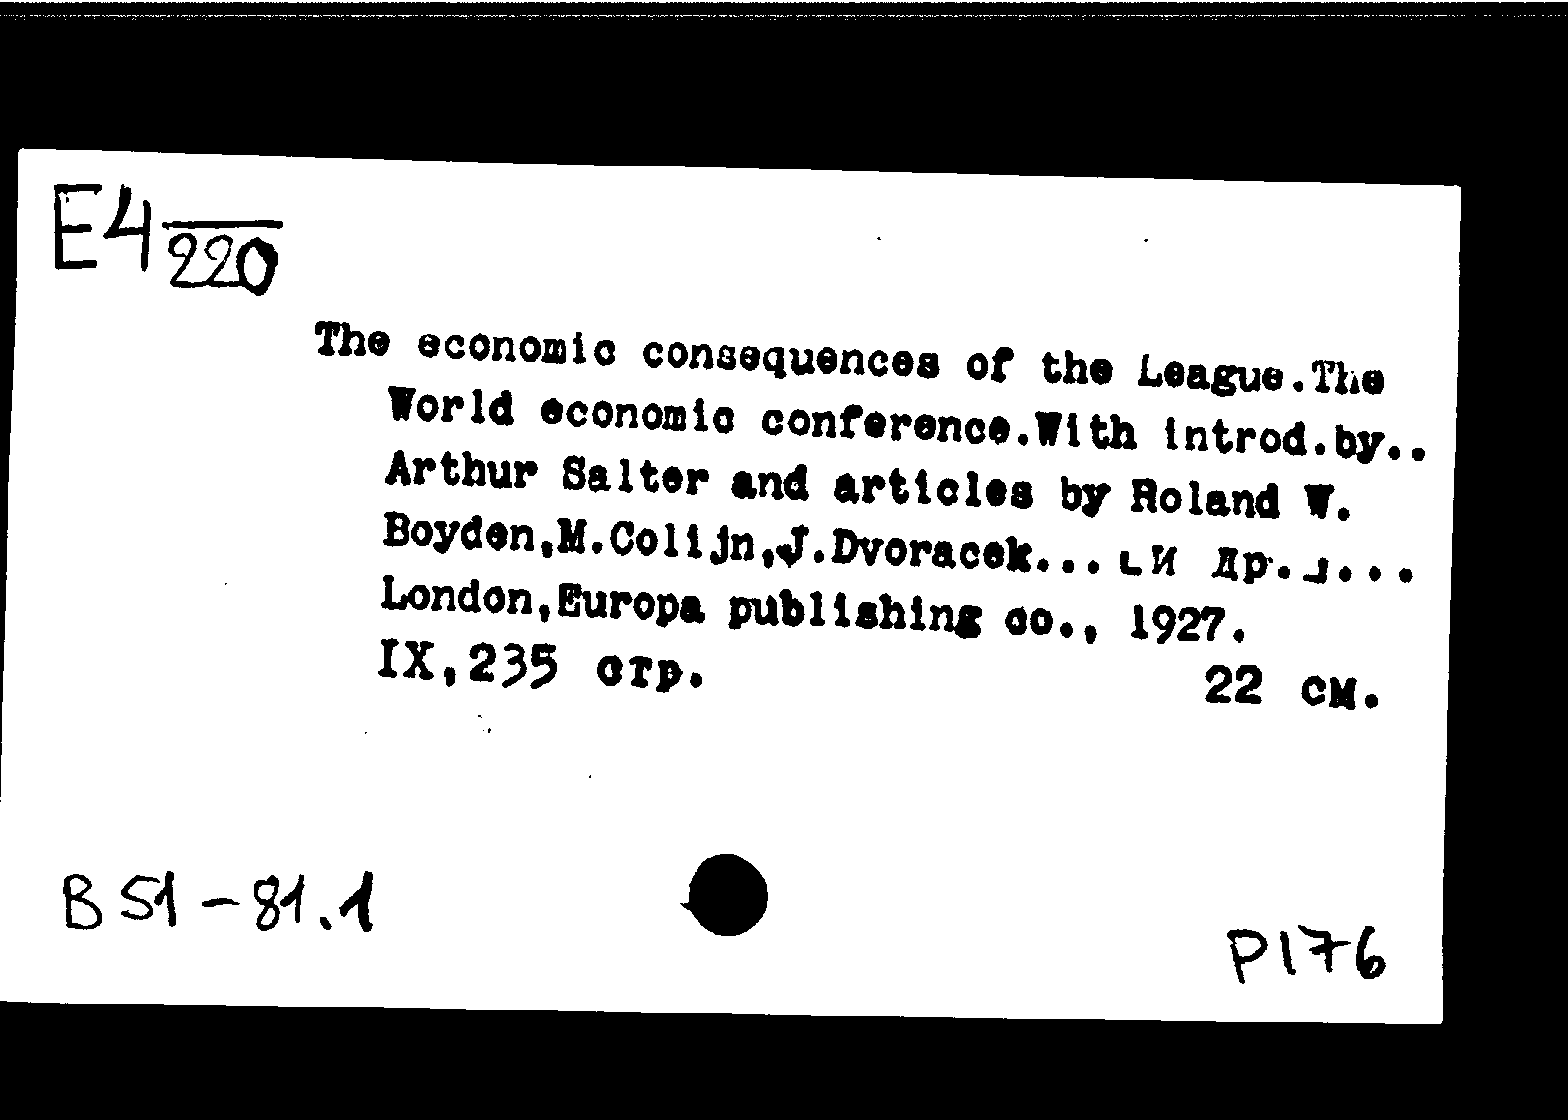 E4 220
The economic consequences of the League.The
World economic conference.With introd.by..
Arthur Salter and articles by Roland W.
Boyden,M.Colijn,J.Dvoracek... [и др.]...
London,Europa publishing co., 1927.
IX,235 стр. 22 см.
B 51-81.1
P176